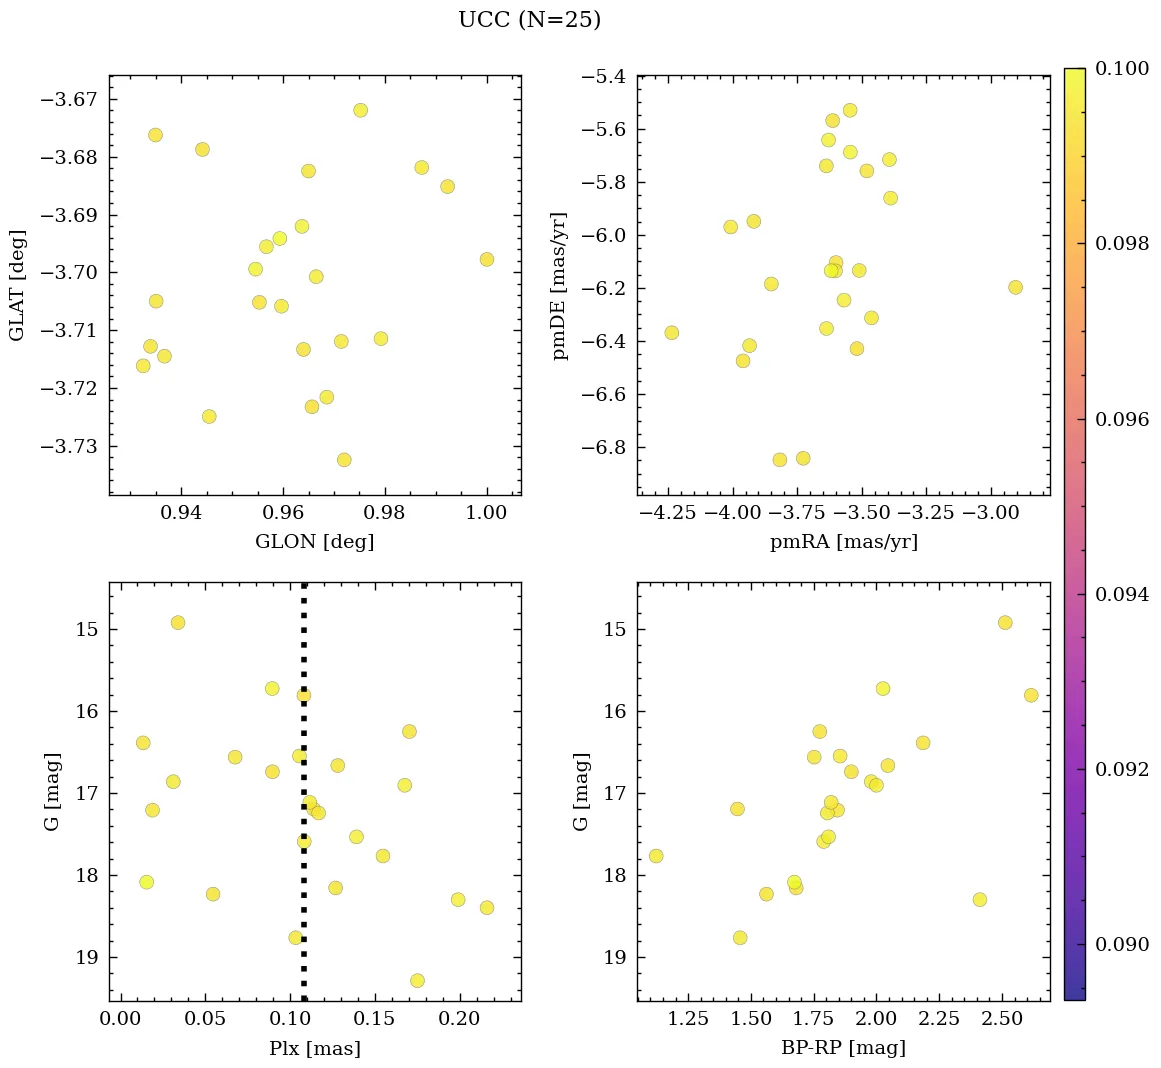 UCC (N=25)
−3.67
−3.68
−3.69
−3.70
−3.71
−3.72
−3.73
GLAT [deg]
0.94 0.96 0.98 1.00
GLON [deg]
−5.4
−5.6
−5.8
−6.0
−6.2
−6.4
−6.6
−6.8
pmDE [mas/yr]
−4.25 −4.00 −3.75 −3.50 −3.25 −3.00
pmRA [mas/yr]
15
16
17
18
19
G [mag]
0.00 0.05 0.10 0.15 0.20
Plx [mas]
15
16
17
18
19
G [mag]
1.25 1.50 1.75 2.00 2.25 2.50
BP-RP [mag]
0.100
0.098
0.096
0.094
0.092
0.090